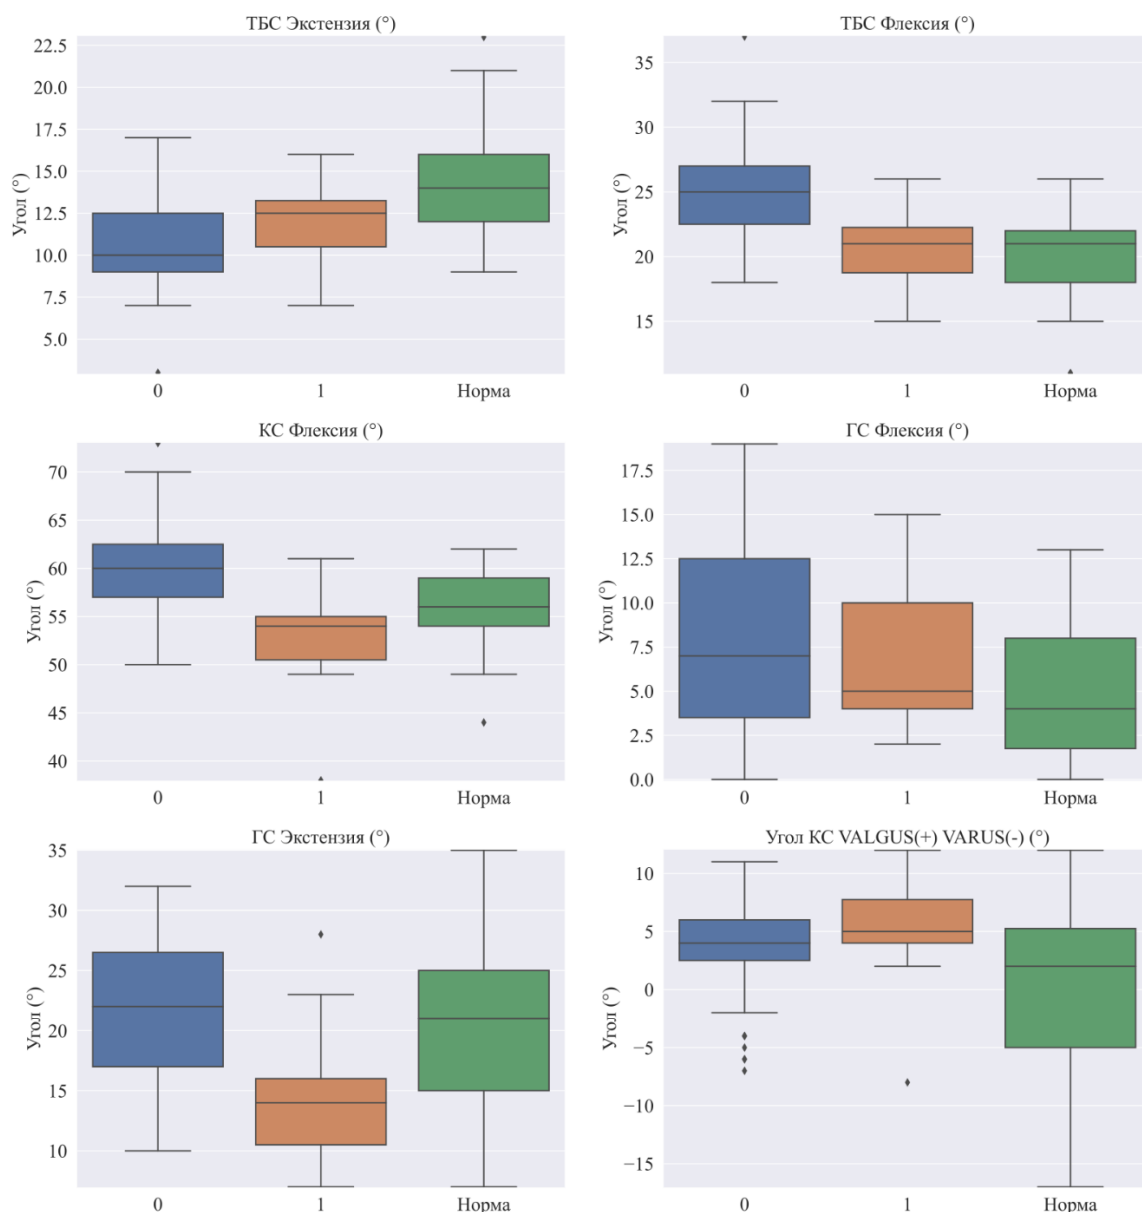 ТБС Экстензия (°)
Угол (°)
22.5
20.0
17.5
15.0
12.5
10.0
7.5
5.0
0 1 Норма
ТБС Флексия (°)
Угол (°)
35
30
25
20
15
0 1 Норма
КС Флексия (°)
Угол (°)
70
65
60
55
50
45
40
0 1 Норма
ГС Флексия (°)
Угол (°)
17.5
15.0
12.5
10.0
7.5
5.0
2.5
0.0
0 1 Норма
ГС Экстензия (°)
Угол (°)
35
30
25
20
15
10
0 1 Норма
Угол КС VALGUS(+) VARUS(-) (°)
Угол (°)
10
5
0
−5
−10
−15
0 1 Норма